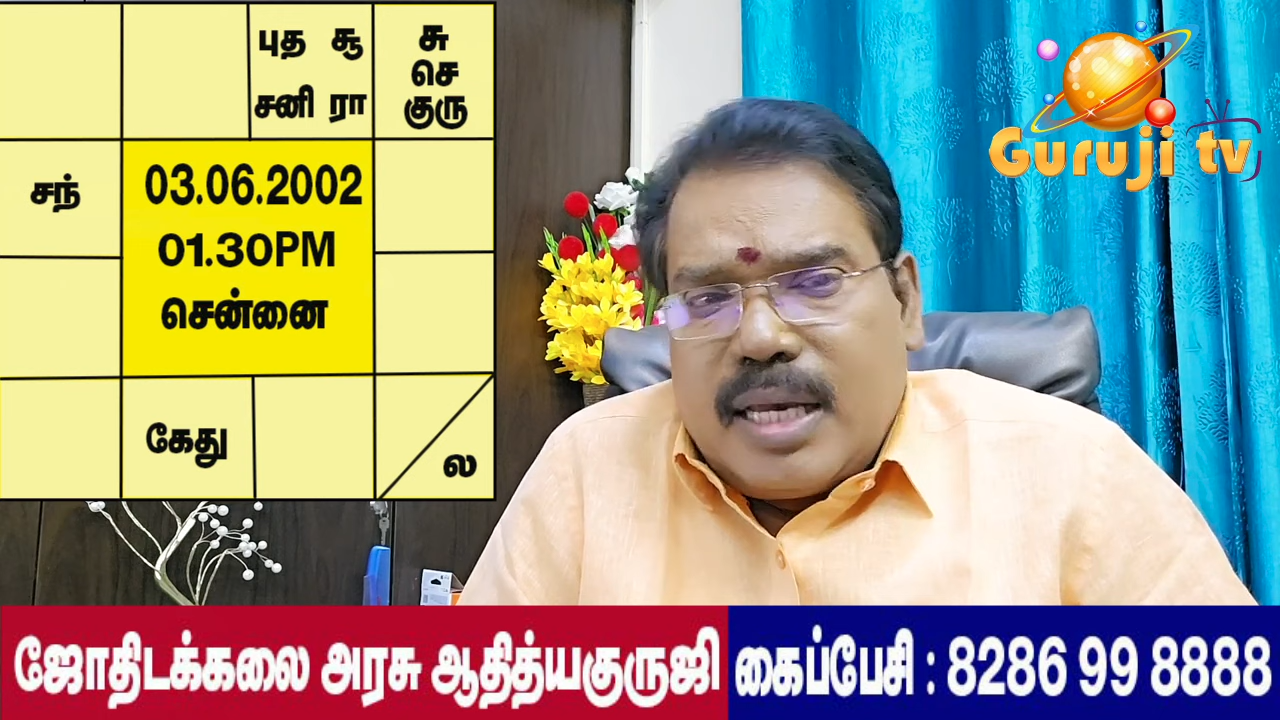 புத சூ
சனி ரா
சு
செ
குரு
சந்
03.06.2002
01.30PM
சென்னை
கேது
ல
Guruji tv
ஜோதிடக்கலை அரசு ஆதித்யகுருஜி
கைப்பேசி : 8286 99 8888